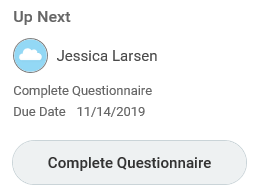 Up Next
Jessica Larsen
Complete Questionnaire
Due Date 11/14/2019
Complete Questionnaire